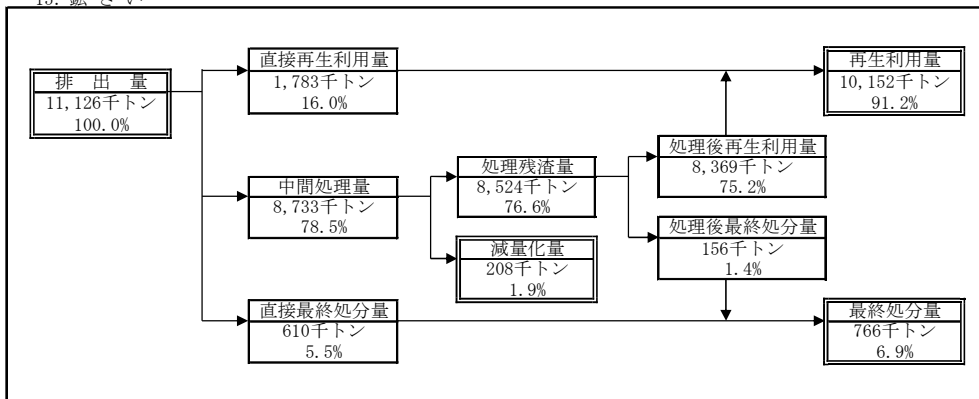 13. 鉱 さ い
排 出 量
11,126千トン
100.0%
直接再生利用量
1,783千トン
16.0%
再生利用量
10,152千トン
91.2%
中間処理量
8,733千トン
78.5%
処理残渣量
8,524千トン
76.6%
処理後再生利用量
8,369千トン
75.2%
減量化量
208千トン
1.9%
処理後最終処分量
156千トン
1.4%
直接最終処分量
610千トン
5.5%
最終処分量
766千トン
6.9%